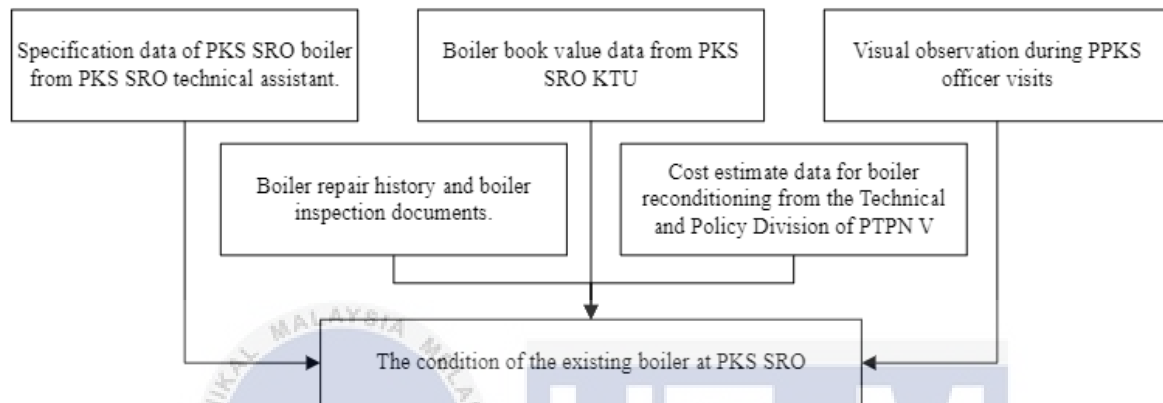 Specification data of PKS SRO boiler
from PKS SRO technical assistant.
Boiler book value data from PKS
SRO KTU
Visual observation during PPKS
officer visits
Boiler repair history and boiler
inspection documents.
Cost estimate data for boiler
reconditioning from the Technical
and Policy Division of PTPN V
The condition of the existing boiler at PKS SRO
MALAYSIA